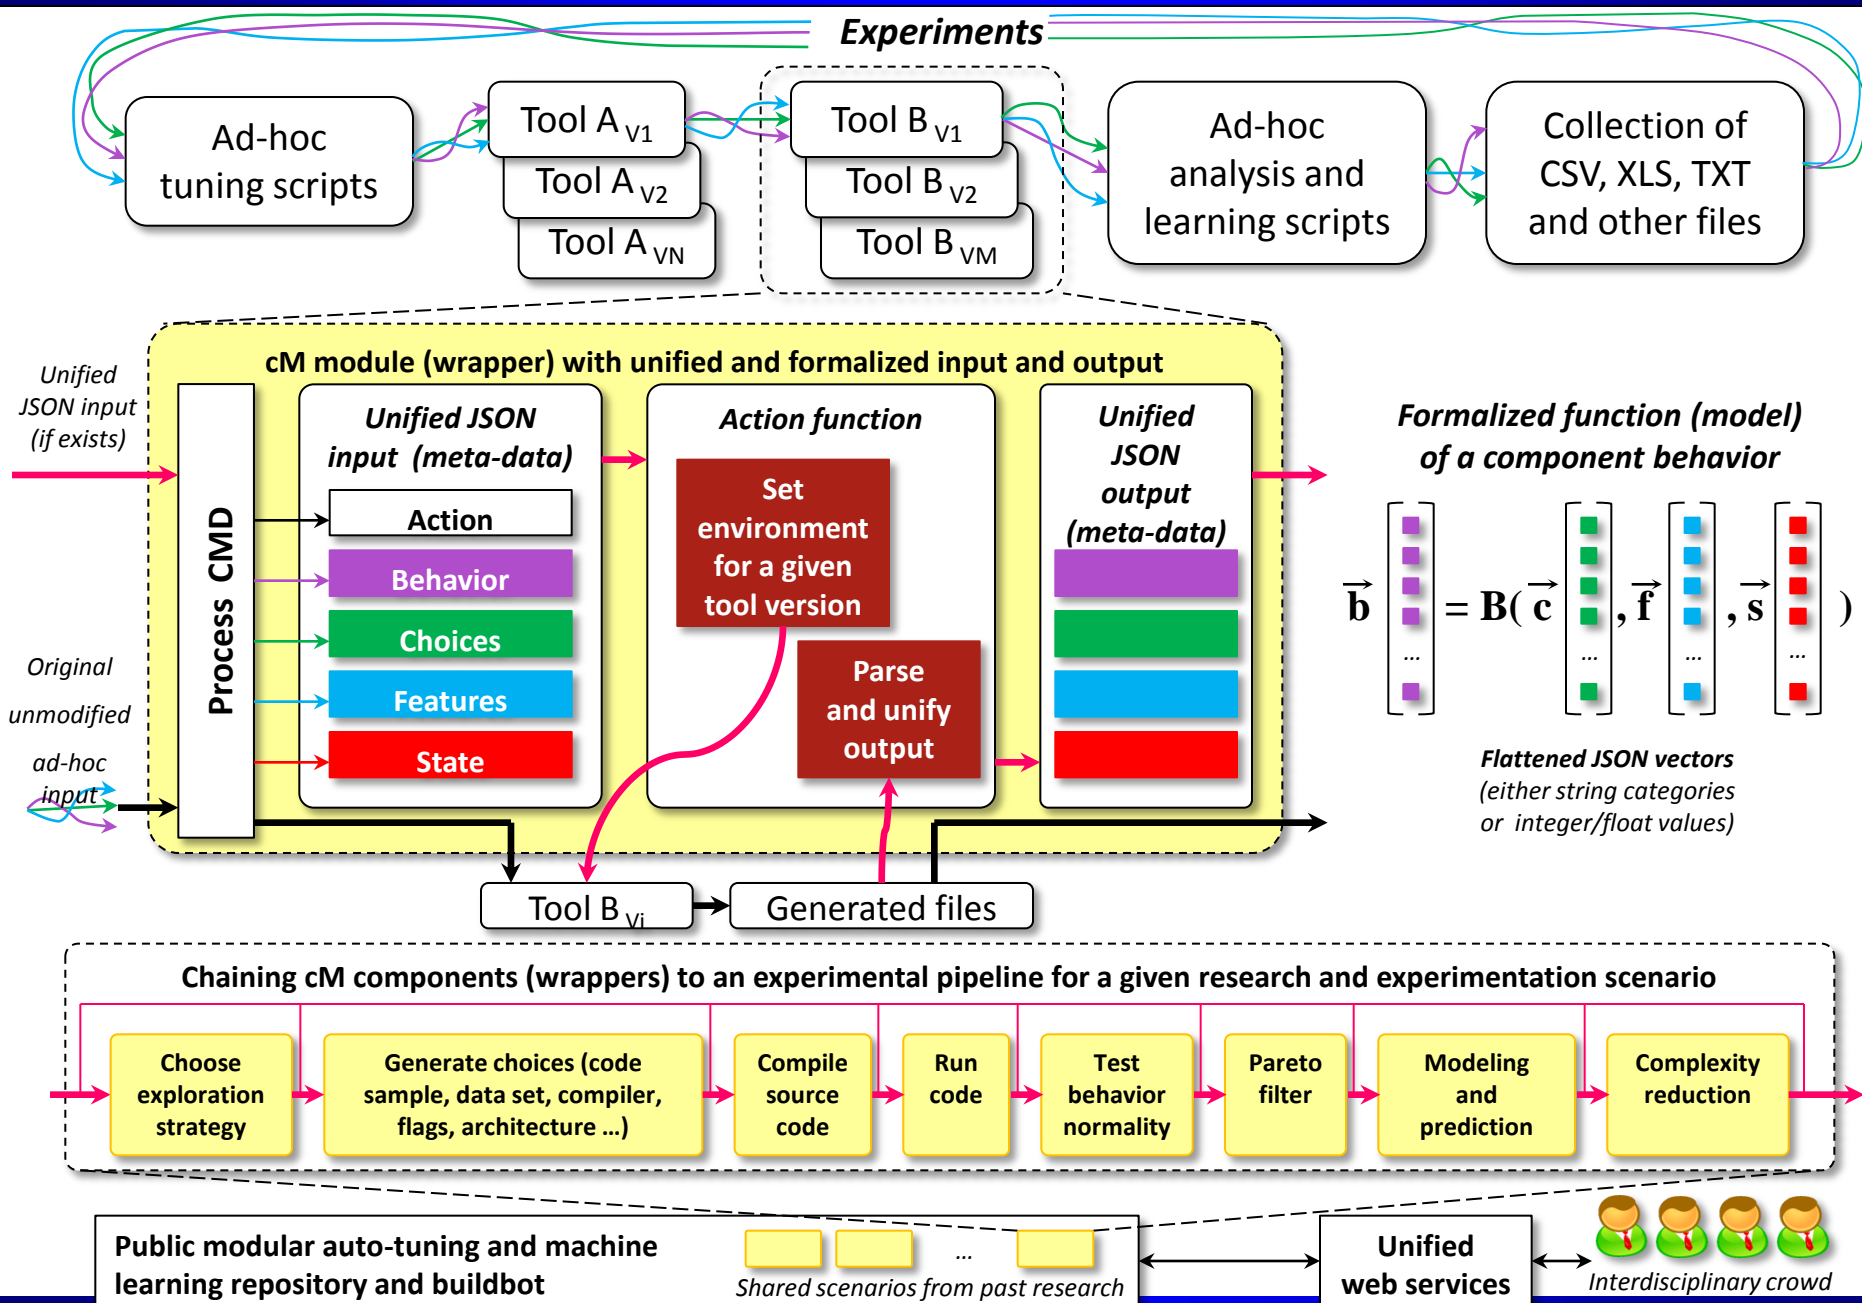 Experiments
Ad-hoc
tuning scripts
Tool A V1
Tool A V2
Tool A VN
Tool B V1
Tool B V2
Tool B VM
Ad-hoc
analysis and
learning scripts
Collection of
CSV, XLS, TXT
and other files
cM module (wrapper) with unified and formalized input and output
Unified
JSON input
(if exists)
Original
unmodified
ad-hoc
input
Process CMD
Unified JSON
input (meta-data)
Action
Behavior
Choices
Features
State
Action function
Set
environment
for a given
tool version
Parse
and unify
output
Unified
JSON
output
(meta-data)
Tool B Vi
Generated files
Formalized function (model)
of a component behavior
b = B( c , f , s )
... ... ... ...
Flattened JSON vectors
(either string categories
or integer/float values)
Chaining cM components (wrappers) to an experimental pipeline for a given research and experimentation scenario
Choose
exploration
strategy
Generate choices (code
sample, data set, compiler,
flags, architecture ...)
Compile
source
code
Run
code
Test
behavior
normality
Pareto
filter
Modeling
and
prediction
Complexity
reduction
Public modular auto-tuning and machine
learning repository and buildbot
...
Shared scenarios from past research
Unified
web services
Interdisciplinary crowd